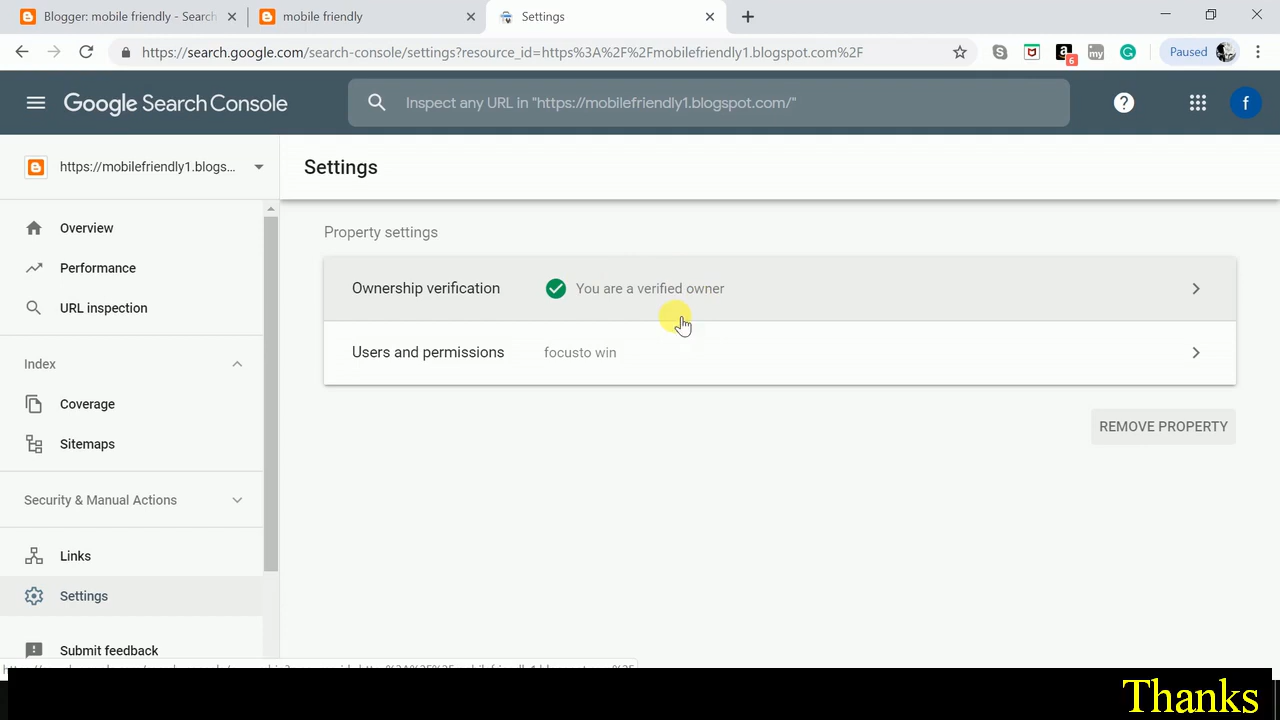 Blogger: mobile friendly - Search
mobile friendly
Settings
https://search.google.com/search-console/settings?resource_id=https%3A%2F%2Fmobilefriendly1.blogspot.com%2F
6
my
Paused
Google Search Console
Inspect any URL in "https://mobilefriendly1.blogspot.com/"
f
https://mobilefriendly1.blogs...
Settings
Overview
Property settings
Performance
Ownership verification
You are a verified owner
URL inspection
Users and permissions
focusto win
Index
Coverage
REMOVE PROPERTY
Sitemaps
Security & Manual Actions
Links
Settings
Submit feedback
Thanks